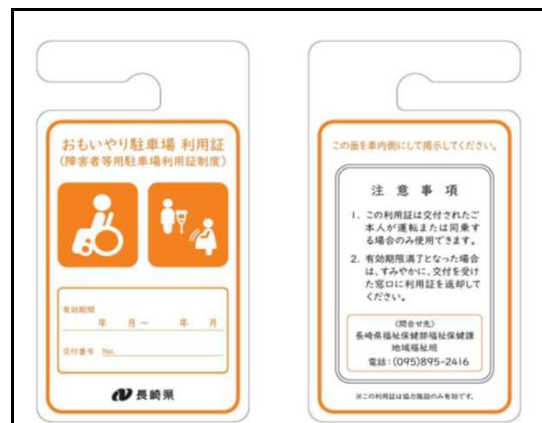 おもいやり駐車場 利用証
(障害者等用駐車場利用証制度)
有効期間
年 月 ~ 年 月
交付番号 No.
長崎県
この面を車内側にして掲示してください。
注 意 事 項
1. この利用証は交付されたご
本人が運転または同乗す
る場合のみ使用できます。
2. 有効期限満了となった場合
は、すみやかに、交付を受け
た窓口に利用証を返却して
ください。
〈問合せ先〉
長崎県福祉保健部福祉保健課
地域福祉班
電話:(095)895-2416
※この利用証は協力施設のみ有効です。